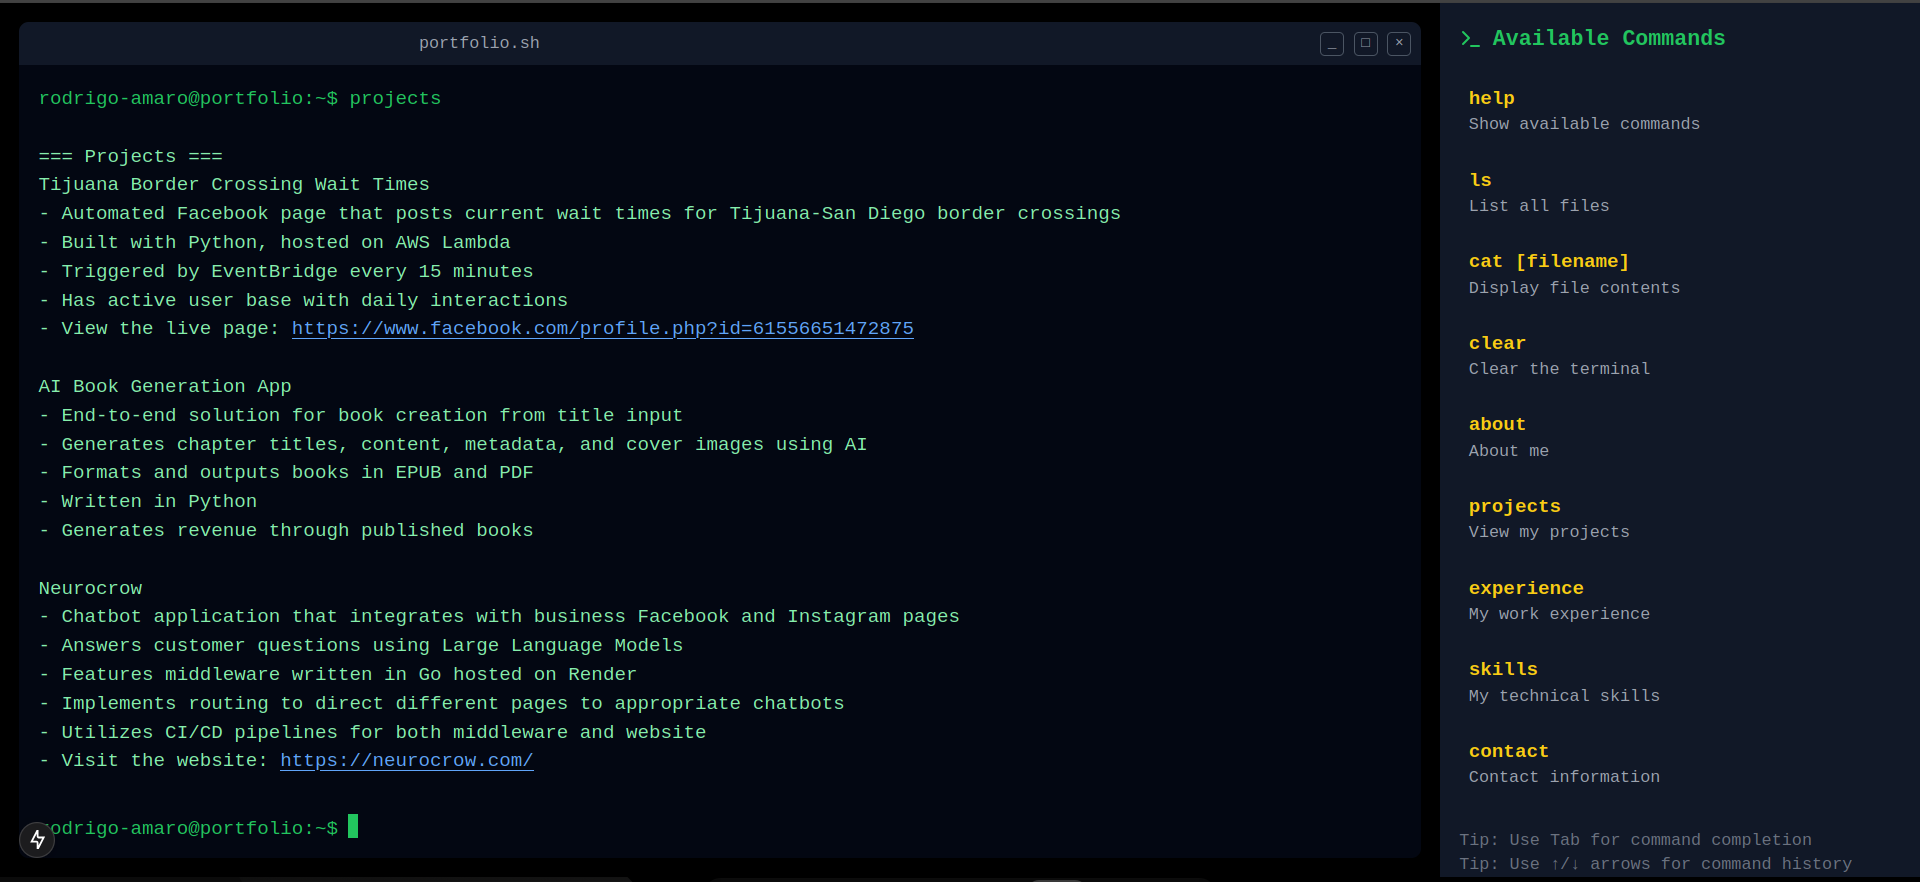 portfolio.sh
rodrigo-amaro@portfolio:~$ projects
=== Projects ===
Tijuana Border Crossing Wait Times
- Automated Facebook page that posts current wait times for Tijuana-San Diego border crossings
- Built with Python, hosted on AWS Lambda
- Triggered by EventBridge every 15 minutes
- Has active user base with daily interactions
- View the live page: https://www.facebook.com/profile.php?id=61556651472875
AI Book Generation App
- End-to-end solution for book creation from title input
- Generates chapter titles, content, metadata, and cover images using AI
- Formats and outputs books in EPUB and PDF
- Written in Python
- Generates revenue through published books
Neurocrow
- Chatbot application that integrates with business Facebook and Instagram pages
- Answers customer questions using Large Language Models
- Features middleware written in Go hosted on Render
- Implements routing to direct different pages to appropriate chatbots
- Utilizes CI/CD pipelines for both middleware and website
- Visit the website: https://neurocrow.com/
rodrigo-amaro@portfolio:~$
>_ Available Commands
help
Show available commands
ls
List all files
cat [filename]
Display file contents
clear
Clear the terminal
about
About me
projects
View my projects
experience
My work experience
skills
My technical skills
contact
Contact information
Tip: Use Tab for command completion
Tip: Use ↑/↓ arrows for command history